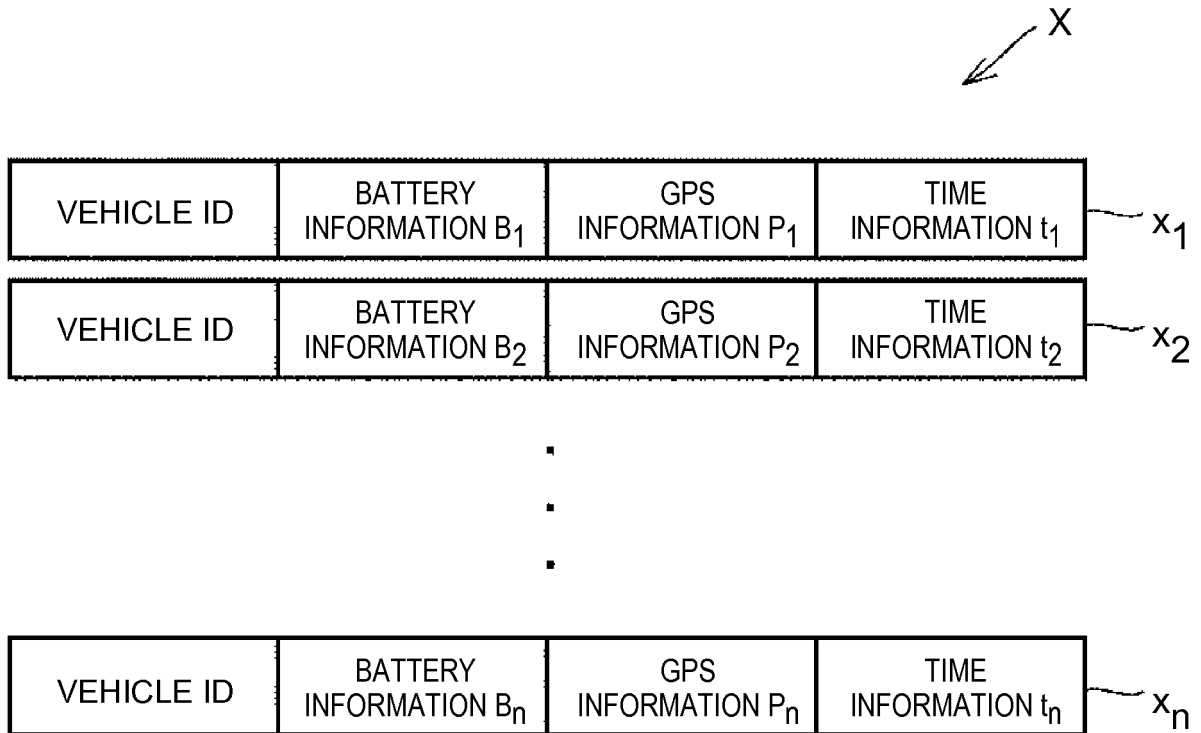 X
VEHICLE ID
BATTERY
INFORMATION B₁
GPS
INFORMATION P₁
TIME
INFORMATION t₁
x₁
VEHICLE ID
BATTERY
INFORMATION B₂
GPS
INFORMATION P₂
TIME
INFORMATION t₂
x₂
VEHICLE ID
BATTERY
INFORMATION Bₙ
GPS
INFORMATION Pₙ
TIME
INFORMATION tₙ
xₙ